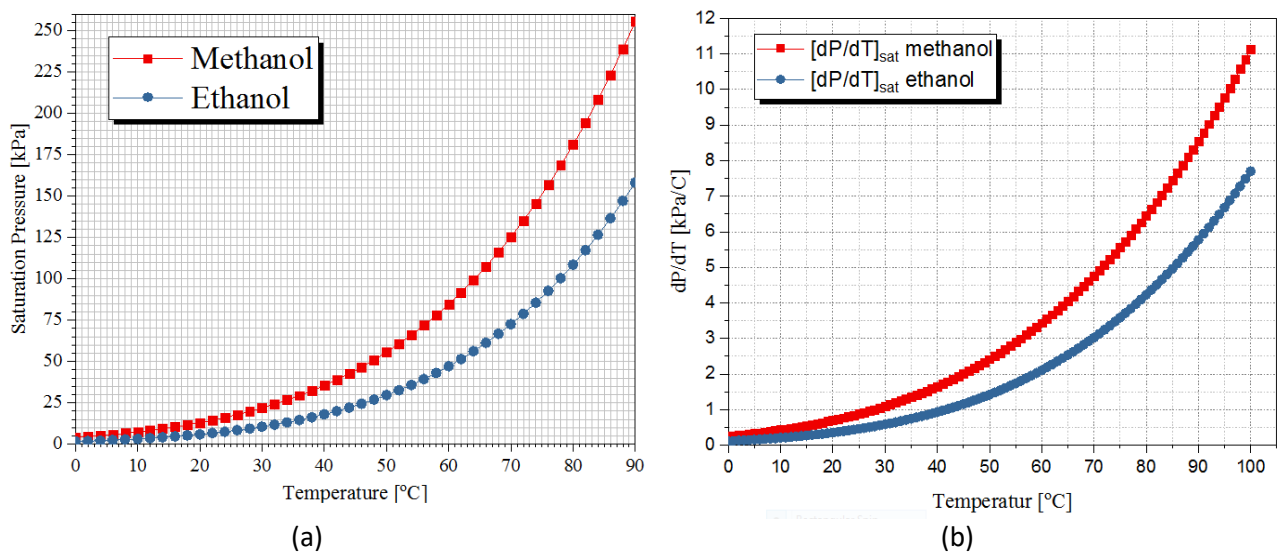 Methanol
Ethanol
Saturation Pressure [kPa]
250
225
200
175
150
125
100
75
50
25
0
0 10 20 30 40 50 60 70 80 90
Temperature [°C]
(a)
[dP/dT]sat methanol
[dP/dT]sat ethanol
dP/dT [kPa/C]
12
11
10
9
8
7
6
5
4
3
2
1
0
0 10 20 30 40 50 60 70 80 90 100
Temperatur [°C]
(b)